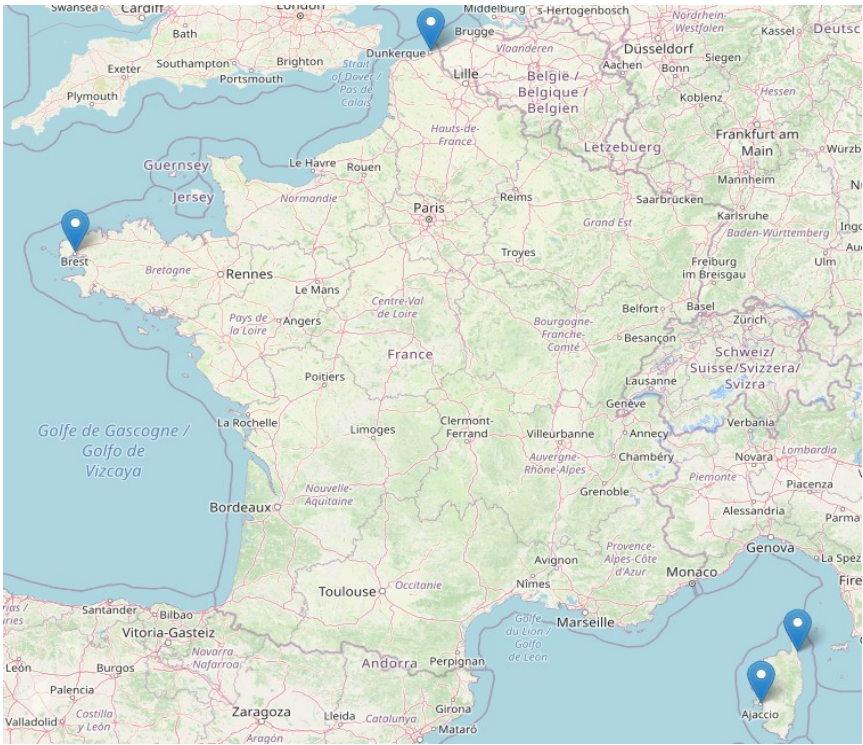 Swansea
Cardiff
London
Middelburg
's-Hertogenbosch
Bath
Brugge
Düsseldorf
Nordrhein-
Westfalen
Kassel
Deutsc
Exeter
Southampton
Brighton
Portsmouth
Strait
of Dover /
Pas de
Calais
Dunkerque
Vlaanderen
Lille
België /
Belgique /
Belgien
Aachen
Bonn
Siegen
Plymouth
Koblenz
Hessen
Hauts-de-
France
Frankfurt am
Main
Lëtzebuerg
Würzb
Guernsey
Le Havre
Rouen
Mannheim
Jersey
Normandie
Paris
Reims
Saarbrücken
Karlsruhe
Grand Est
Baden-Württemberg
Ingo
Brest
Bretagne
Rennes
Troyes
Freiburg
im Breisgau
Ulm
Le Mans
Centre-Val
de Loire
Belfort
Basel
Pays de
la Loire
Angers
Bourgogne-
Franche-
Comté
Besançon
Zürich
France
Schweiz/
Suisse/Svizzera/
Svizra
Poitiers
Lausanne
Genève
La Rochelle
Limoges
Clermont-
Ferrand
Villeurbanne
Annecy
Verbania
Golfe de Gascogne /
Golfo de
Vizcaya
Auvergne-
Rhône-Alpes
Chambéry
Novara
Lombardia
Nouvelle-
Aquitaine
Grenoble
Piemonte
Piacenza
Bordeaux
Alessandria
Parma
Provence-
Alpes-Côte
d'Azur
Genova
Avignon
La Spez
Toulouse
Occitanie
Nîmes
Monaco
Fire
Santander
Bilbao
Marseille
Vitoria-Gasteiz
Golfe
du Lion /
Golfo
de León
León
Burgos
Navarra
- Nafarroa
Andorra
Perpignan
Palencia
Girona
Valladolid
Castilla
y León
Zaragoza
Lleida
Catalunya
Ajaccio
Aragón
Mataró